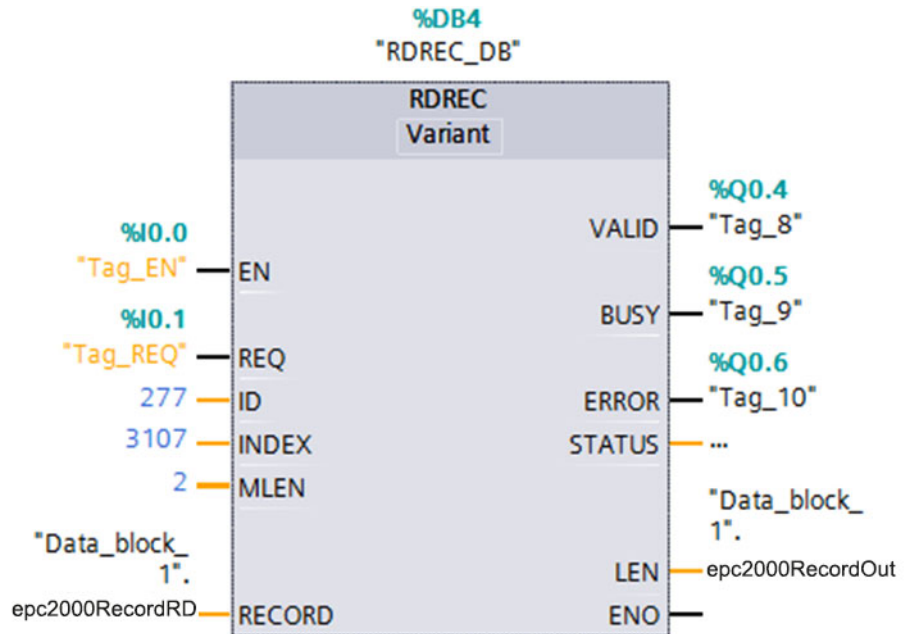 %DB4
"RDREC_DB"
RDREC
Variant
%Q0.4
VALID "Tag_8"
%I0.0
"Tag_EN" EN
%Q0.5
BUSY "Tag_9"
%I0.1
"Tag_REQ" REQ
%Q0.6
277 ID ERROR "Tag_10"
3107 INDEX STATUS ...
2 MLEN
"Data_block_
1".
"Data_block_
1".
LEN epc2000RecordOut
epc2000RecordRD RECORD ENO